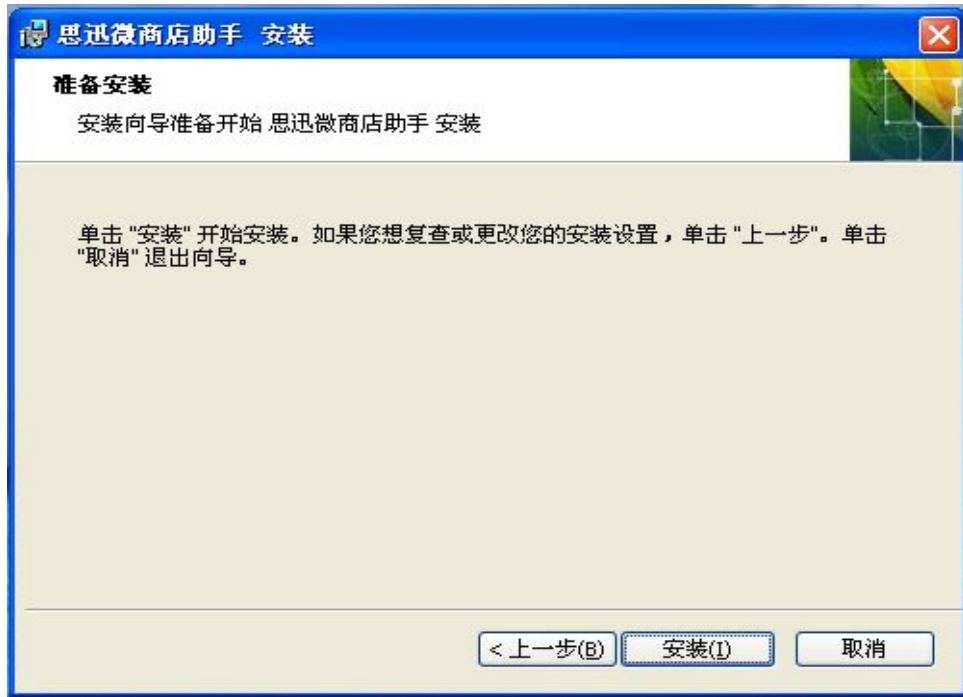 思迅微商店助手 安装
准备安装
安装向导准备开始 思迅微商店助手 安装
单击 "安装" 开始安装。如果您想复查或更改您的安装设置，单击 "上一步"。单击
"取消" 退出向导。
< 上一步(B) 安装(I) 取消